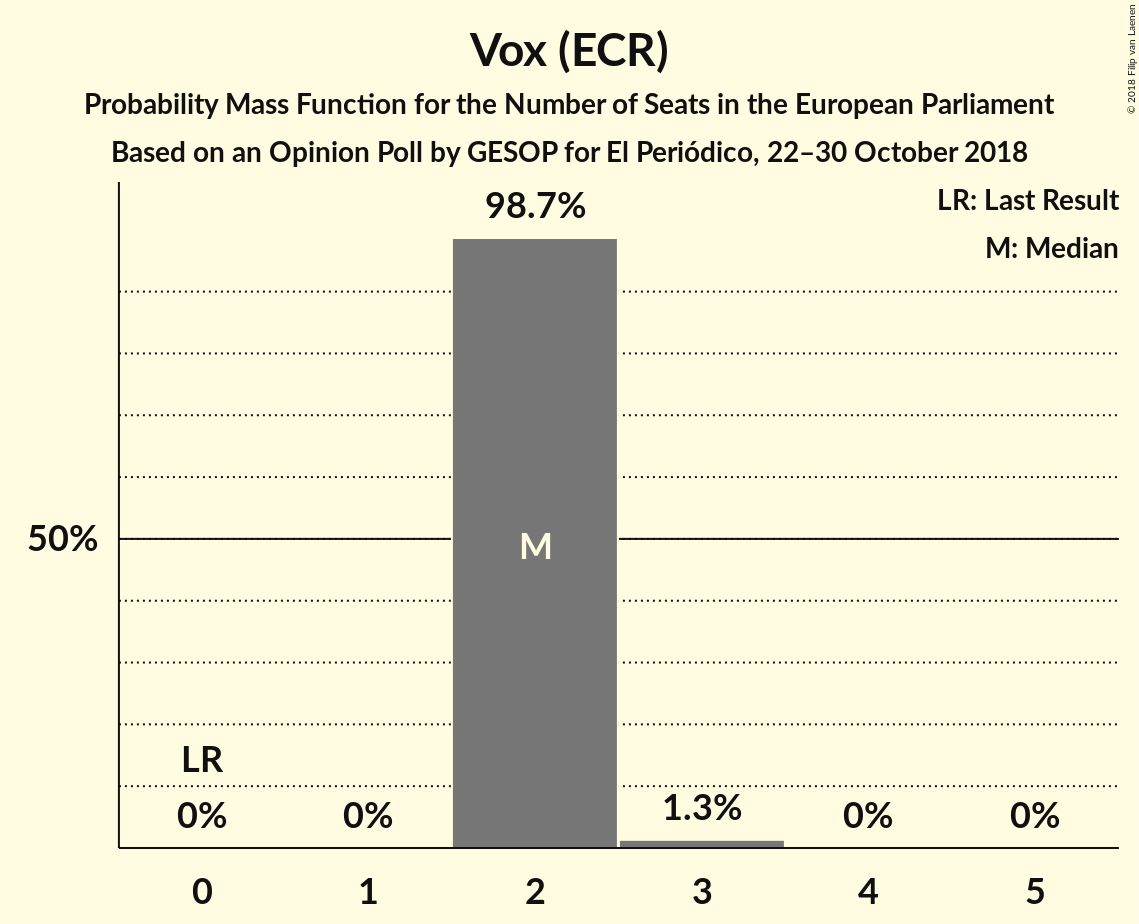 Vox (ECR)
Probability Mass Function for the Number of Seats in the European Parliament
Based on an Opinion Poll by GESOP for El Periódico, 22–30 October 2018
© 2018 Filip van Laenen
LR: Last Result
M: Median
98.7%
50%
M
LR
0%
0%
1.3%
0%
0%
0
1
2
3
4
5